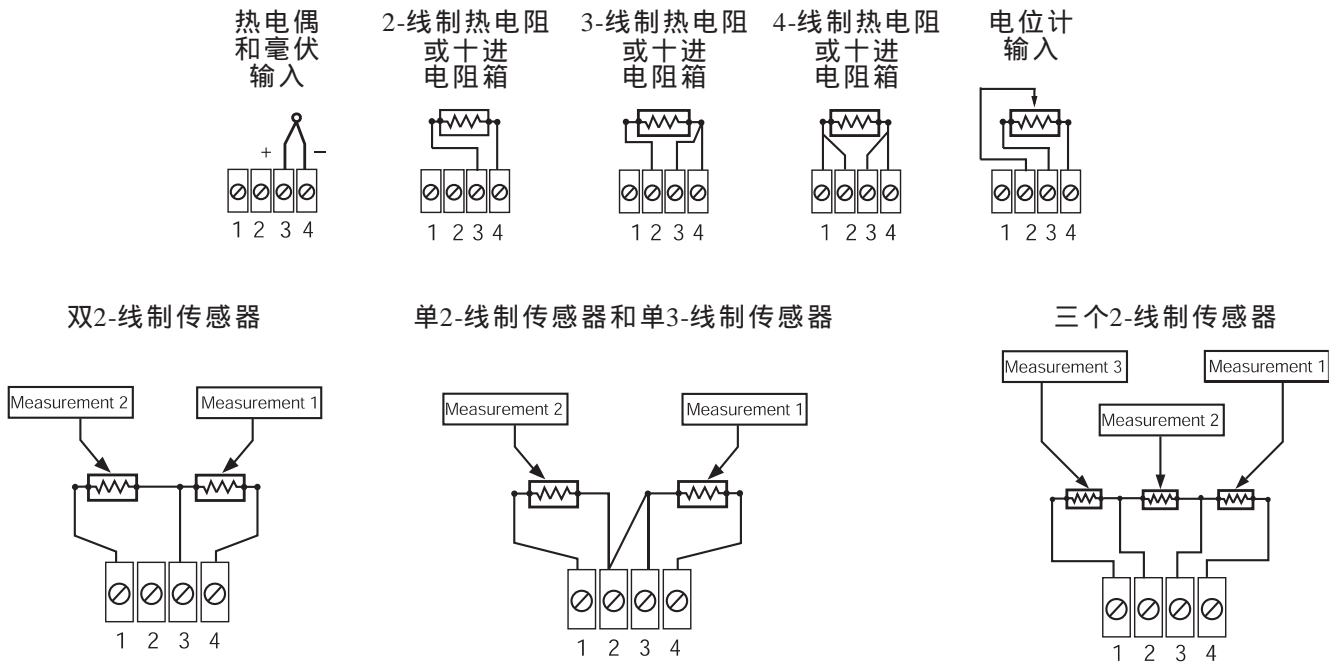 热电偶
和毫伏
输入
2-线制热电阻
或十进
电阻箱
3-线制热电阻
或十进
电阻箱
4-线制热电阻
或十进
电阻箱
电位计
输入
+ −
1 2 3 4
1 2 3 4
1 2 3 4
1 2 3 4
1 2 3 4
双2-线制传感器
Measurement 2
Measurement 1
1 2 3 4
单2-线制传感器和单3-线制传感器
Measurement 2
Measurement 1
1 2 3 4
三个2-线制传感器
Measurement 3
Measurement 1
Measurement 2
1 2 3 4